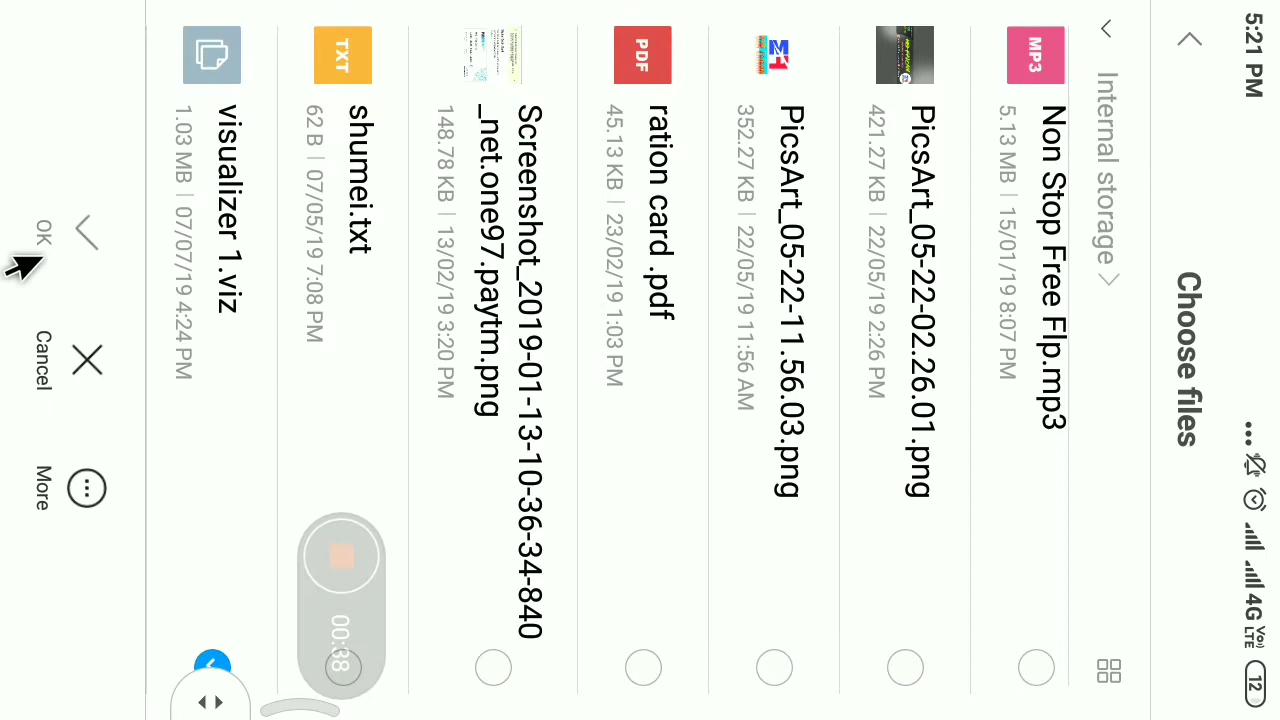 5:21 PM
... 4G VoD LTE 12
Choose files
Internal storage >
MP3
Non Stop Free Flp.mp3
5.13 MB | 15/01/19 8:07 PM
PicsArt_05-22-02.26.01.png
421.27 KB | 22/05/19 2:26 PM
PicsArt_05-22-11.56.03.png
352.27 KB | 22/05/19 11:56 AM
PDF
ration card .pdf
45.13 KB | 23/02/19 1:03 PM
Screenshot_2019-01-13-10-36-34-840
_net.one97.paytm.png
148.78 KB | 13/02/19 3:20 PM
TXT
shumei.txt
62 B | 07/05/19 7:08 PM
00:38
visualizer 1.viz
1.03 MB | 07/07/19 4:24 PM
OK
Cancel
More